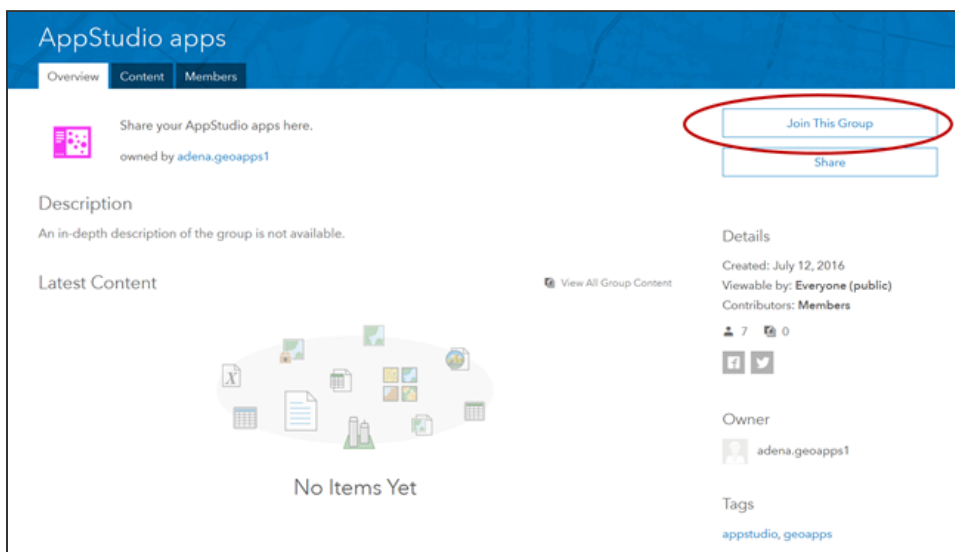 AppStudio apps
Overview Content Members
Share your AppStudio apps here.
owned by adena.geoapps1
Join This Group
Share
Description
An in-depth description of the group is not available.
Latest Content
View All Group Content
X
No Items Yet
Details
Created: July 12, 2016
Viewable by: Everyone (public)
Contributors: Members
7 0
Owner
adena.geoapps1
Tags
appstudio, geoapps